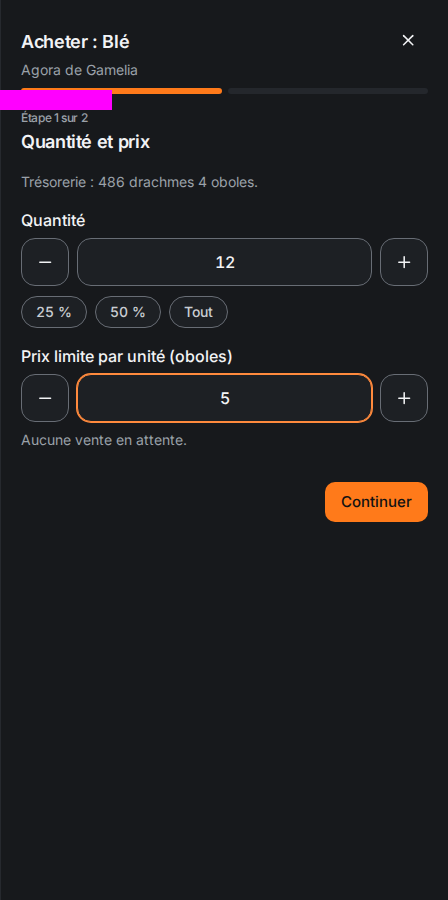 Acheter : Blé
Agora de Gamelia
Étape 1 sur 2
Quantité et prix
Trésorerie : 486 drachmes 4 oboles.
Quantité
− 12 +
25 % 50 % Tout
Prix limite par unité (oboles)
− 5 +
Aucune vente en attente.
Continuer